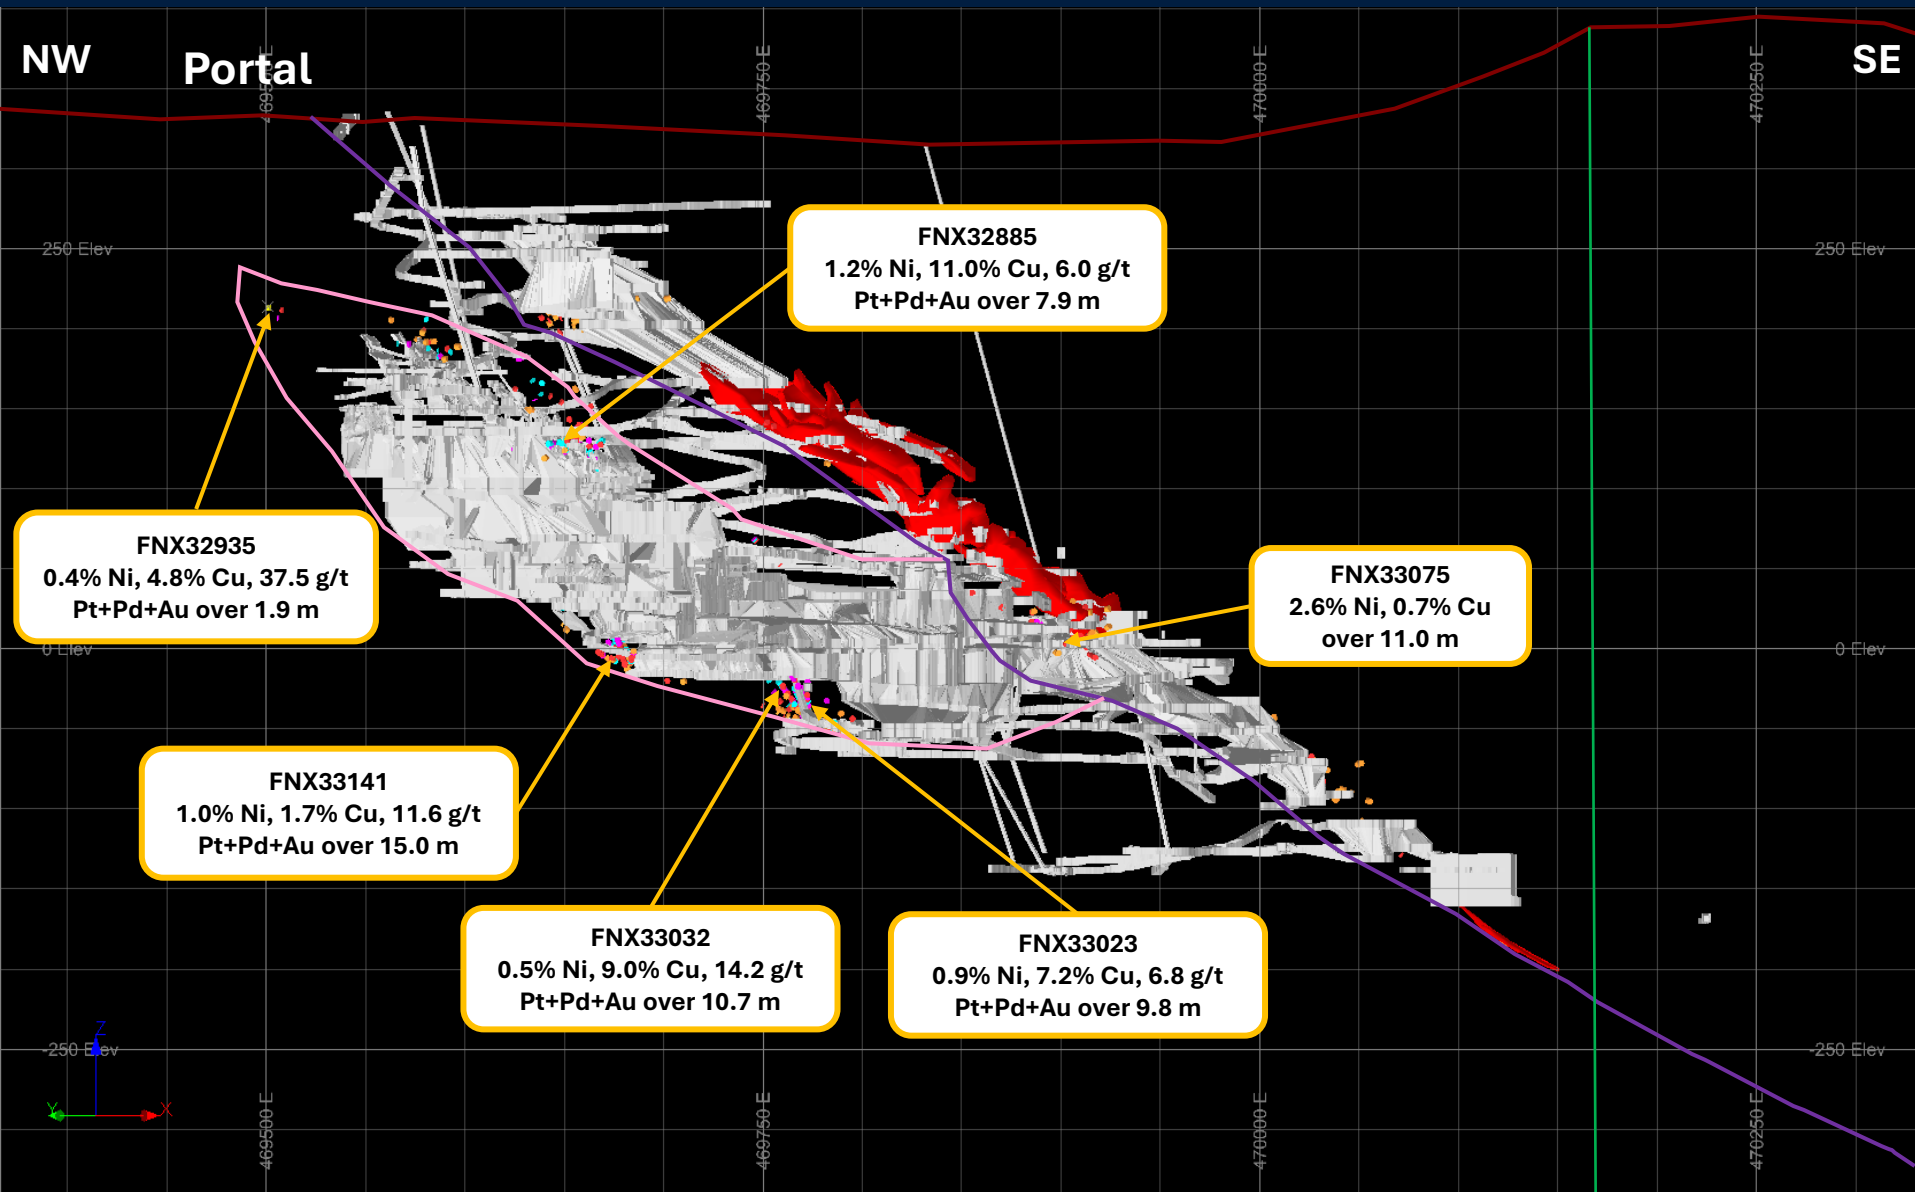 NW
Portal
SE
469500 E
469750 E
470000 E
470250 E
250 Elev
250 Elev
FNX32885
1.2% Ni, 11.0% Cu, 6.0 g/t
Pt+Pd+Au over 7.9 m
FNX32935
0.4% Ni, 4.8% Cu, 37.5 g/t
Pt+Pd+Au over 1.9 m
FNX33075
2.6% Ni, 0.7% Cu
over 11.0 m
0 Elev
0 Elev
FNX33141
1.0% Ni, 1.7% Cu, 11.6 g/t
Pt+Pd+Au over 15.0 m
FNX33032
0.5% Ni, 9.0% Cu, 14.2 g/t
Pt+Pd+Au over 10.7 m
FNX33023
0.9% Ni, 7.2% Cu, 6.8 g/t
Pt+Pd+Au over 9.8 m
Z
-250 Elev
-250 Elev
Y
X
469500 E
469750 E
470000 E
470250 E